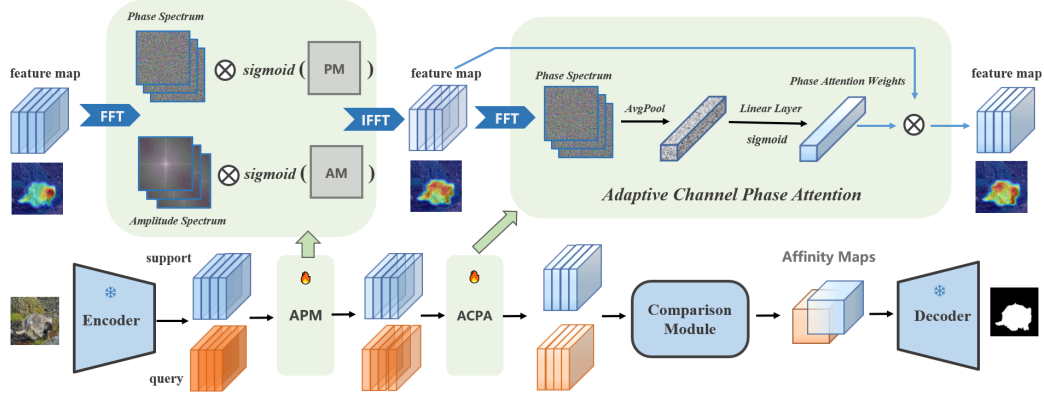 Phase Spectrum
sigmoid ( PM )
feature map
FFT
IFFT
sigmoid ( AM )
Amplitude Spectrum
feature map
FFT
Phase Spectrum
AvgPool
Linear Layer
sigmoid
Phase Attention Weights
feature map
Adaptive Channel Phase Attention
support
query
Encoder
APM
ACPA
Comparison
Module
Affinity Maps
Decoder